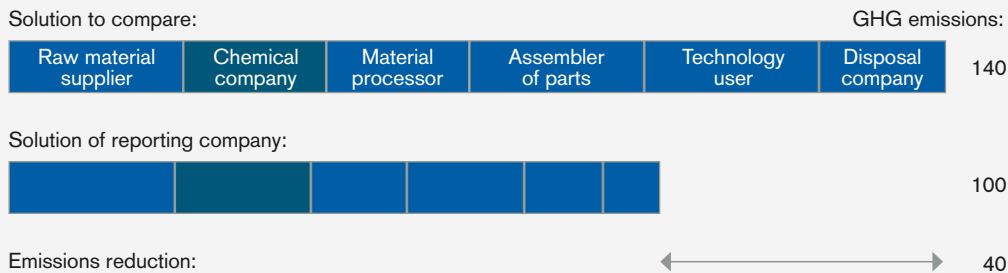 Solution to compare: GHG emissions:
Raw material supplier Chemical company Material processor Assembler of parts Technology user Disposal company 140
Solution of reporting company:
100
Emissions reduction: 40